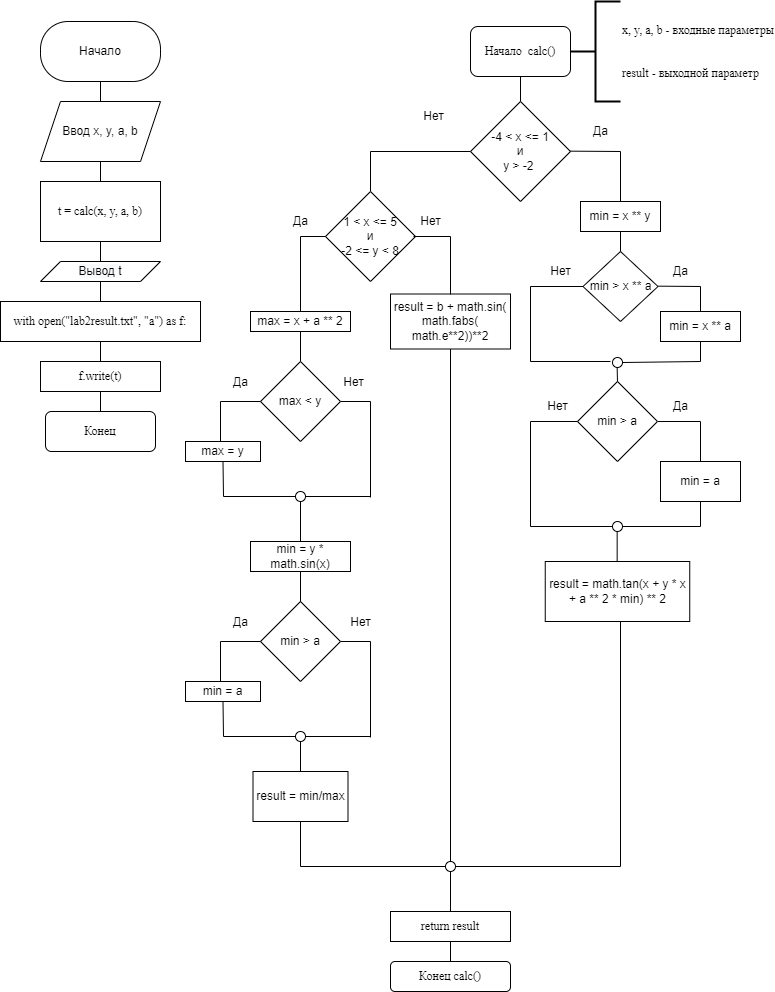 Начало
Ввод x, y, a, b
t = calc(x, y, a, b)
Вывод t
with open("lab2result.txt", "a") as f:
f.write(t)
Конец
Начало calc()
x, y, a, b - входные параметры
result - выходной параметр
-4 < x <= 1
и
y > -2
Нет
Да
1 < x <= 5
и
-2 <= y < 8
Да
Нет
max = x + a ** 2
max < y
Да
Нет
max = y
min = y *
math.sin(x)
min > a
Да
Нет
min = a
result = min/max
result = b + math.sin(
math.fabs(
math.e**2))**2
min = x ** y
min > x ** a
Нет
Да
min = x ** a
min > a
Нет
Да
min = a
result = math.tan(x + y * x
+ a ** 2 * min) ** 2
return result
Конец calc()